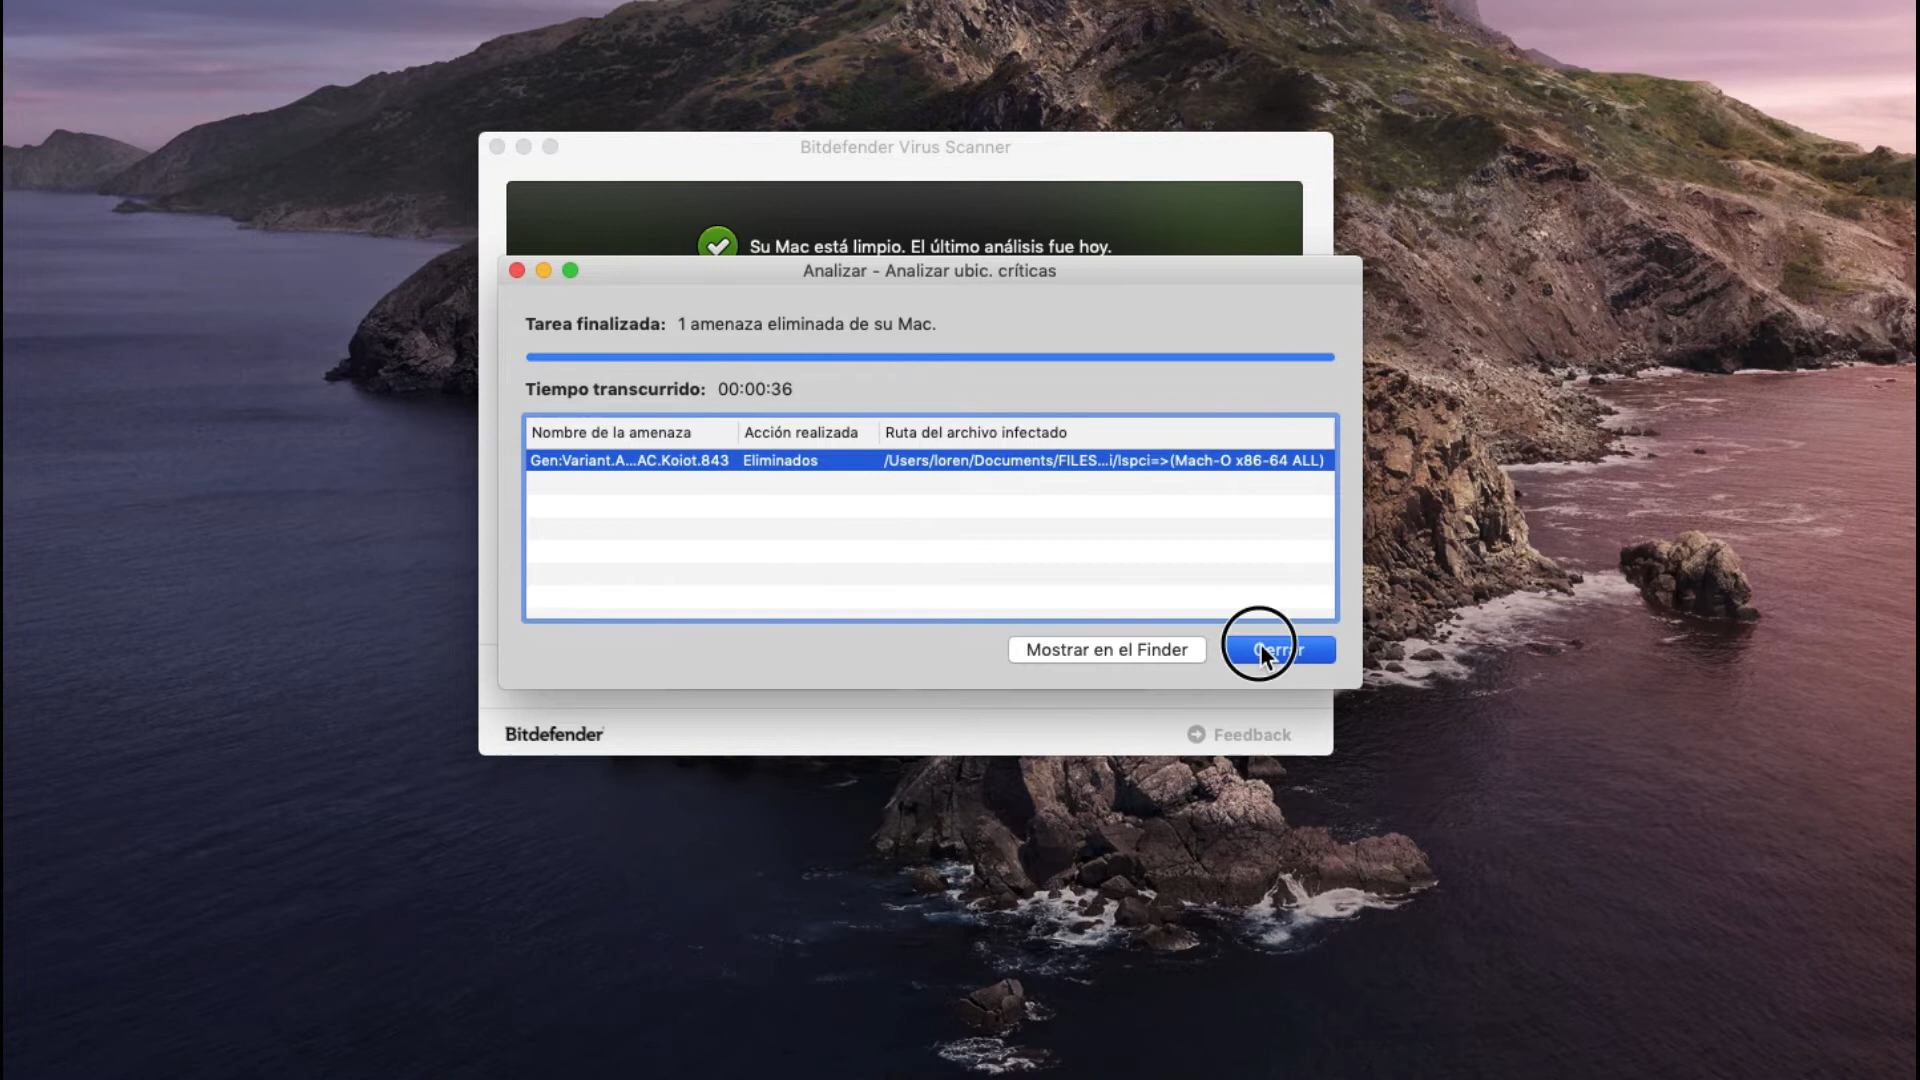 Bitdefender Virus Scanner
Su Mac está limpio. El último análisis fue hoy.
Analizar - Analizar ubic. críticas
Tarea finalizada: 1 amenaza eliminada de su Mac.
Tiempo transcurrido: 00:00:36
Nombre de la amenaza Acción realizada Ruta del archivo infectado
Gen:Variant.A...AC.Koiot.843 Eliminados /Users/loren/Documents/FILES...i/lspci=>(Mach-O x86-64 ALL)
Mostrar en el Finder Cerrar
Bitdefender Feedback